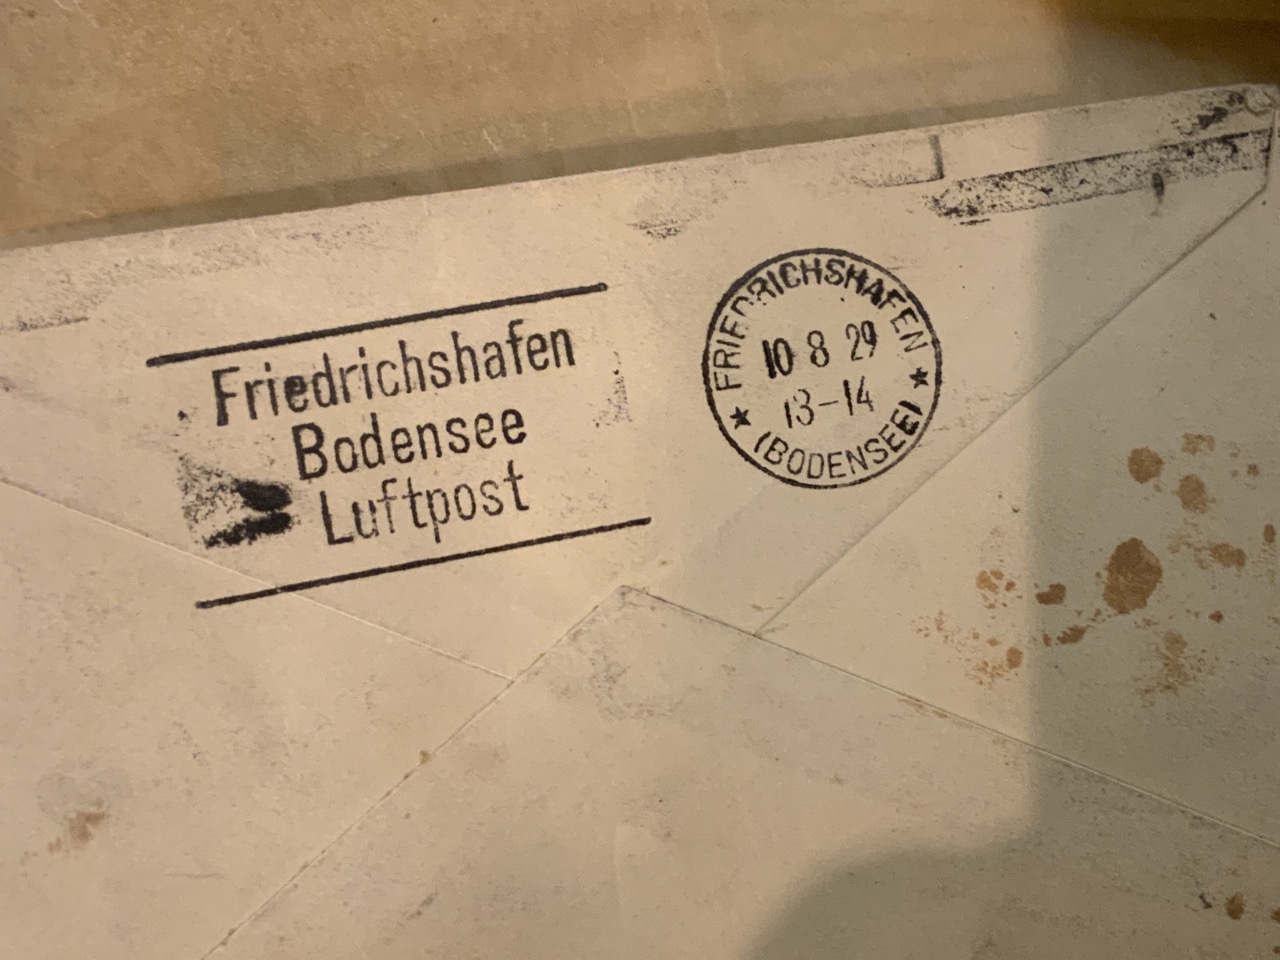 Friedrichshafen
Bodensee
Luftpost
FRIEDRICHSHAFEN
10 8 29
13-14
★ (BODENSEE) ★